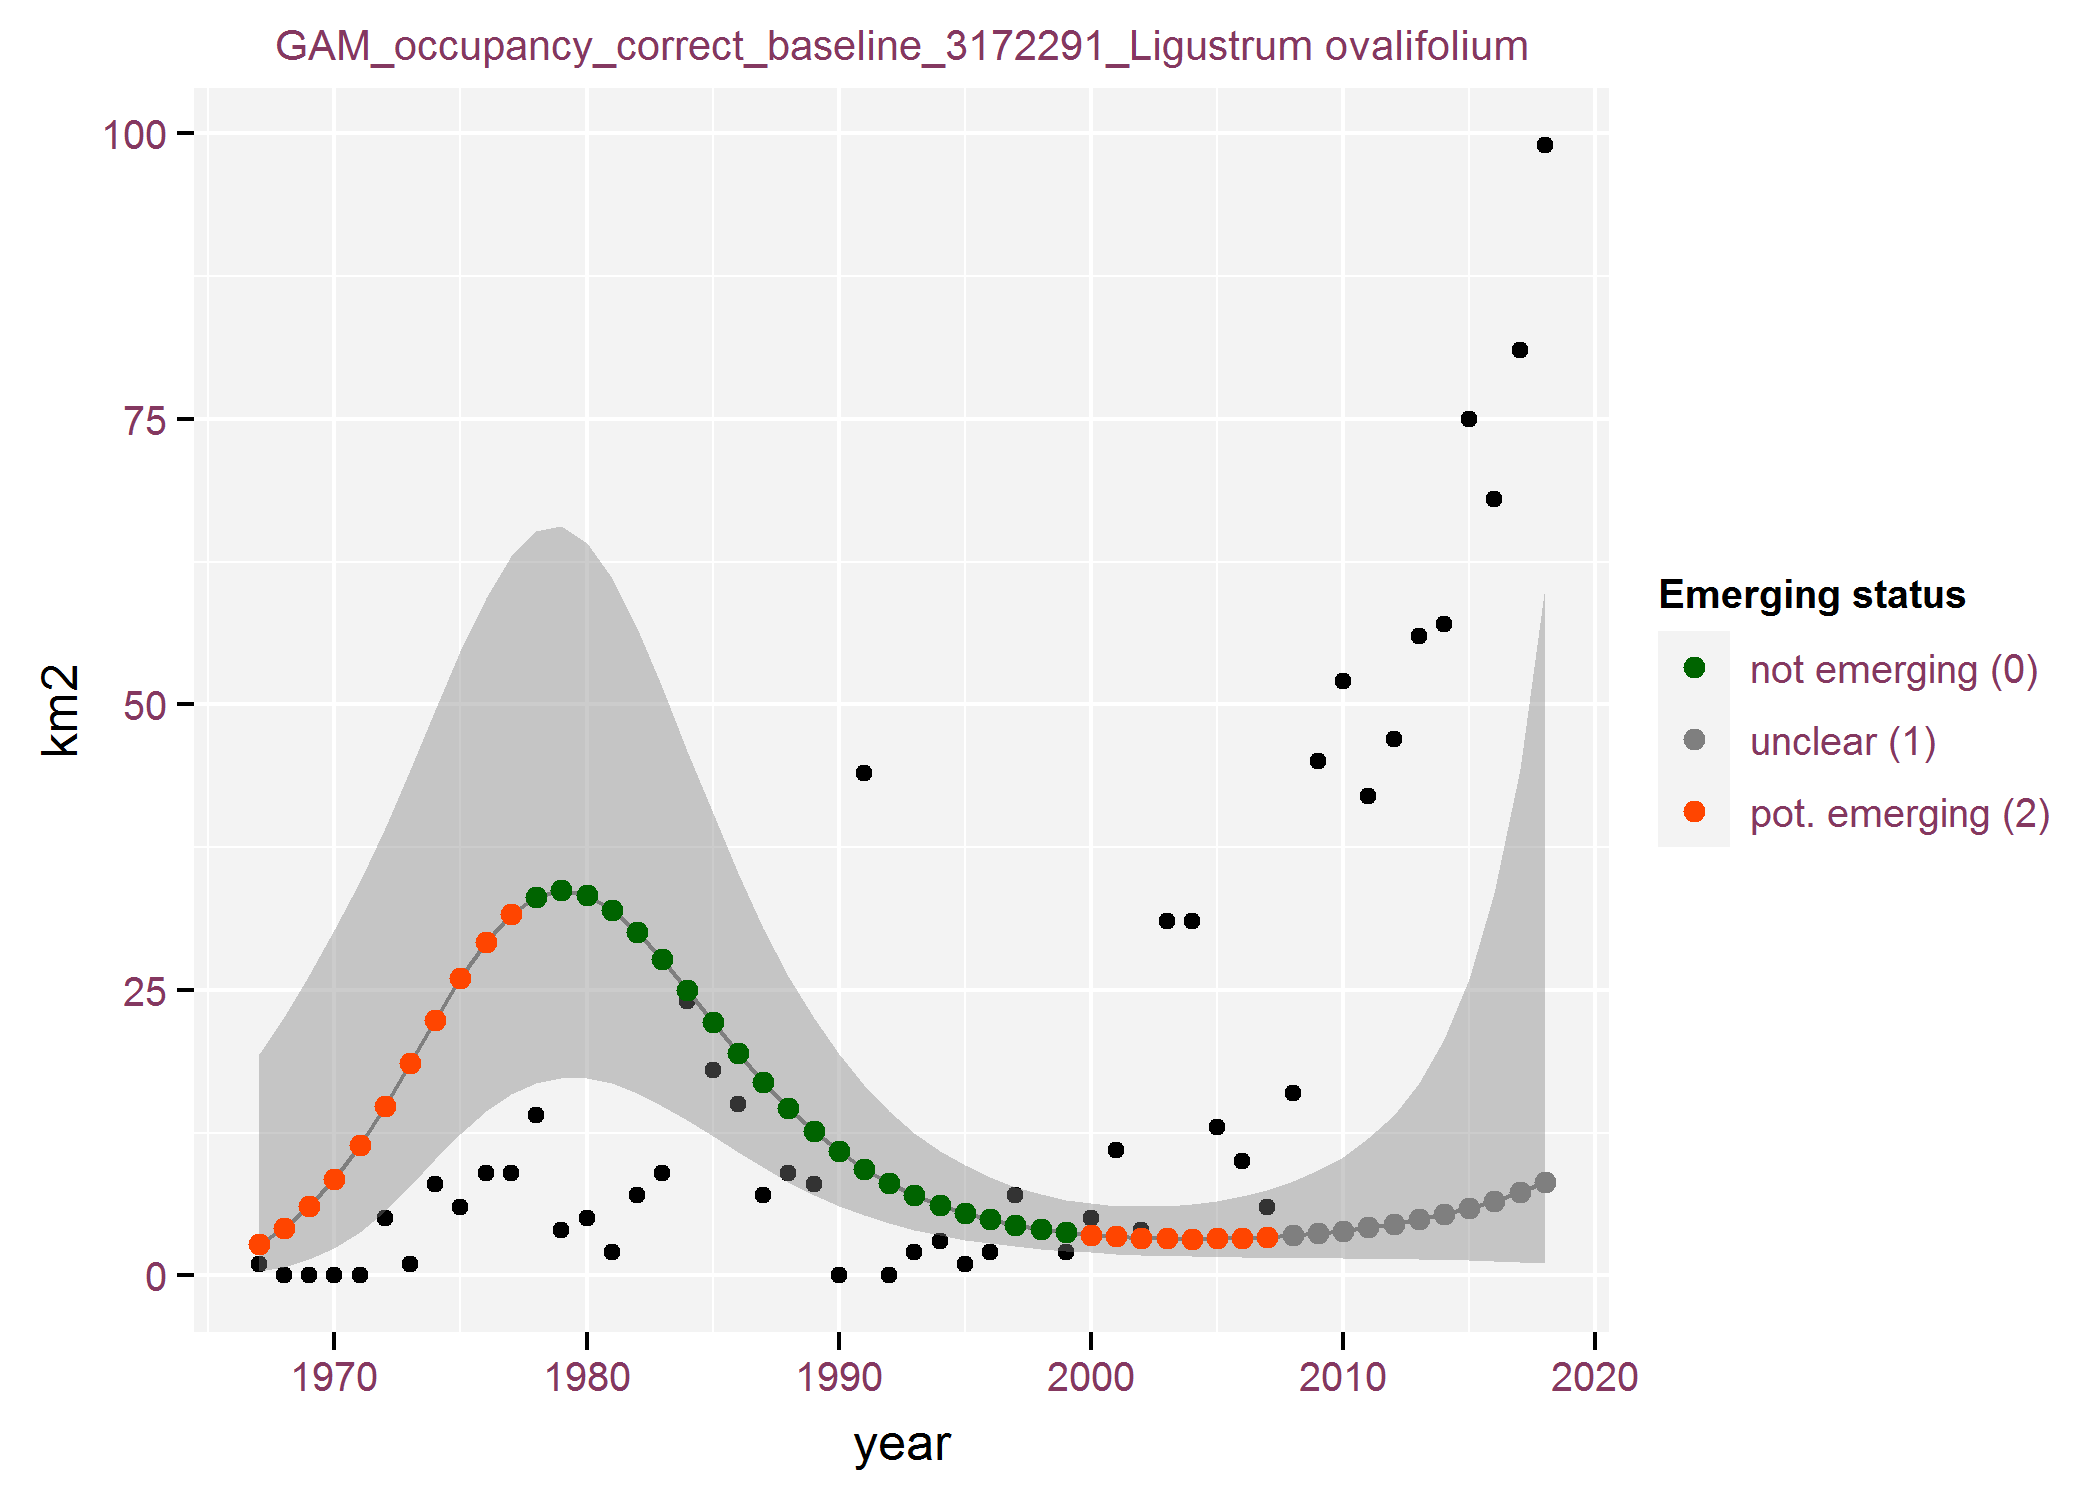 GAM_occupancy_correct_baseline_3172291_Ligustrum ovalifolium
100
75
50
25
0
km2
1970 1980 1990 2000 2010 2020
year
Emerging status
not emerging (0)
unclear (1)
pot. emerging (2)